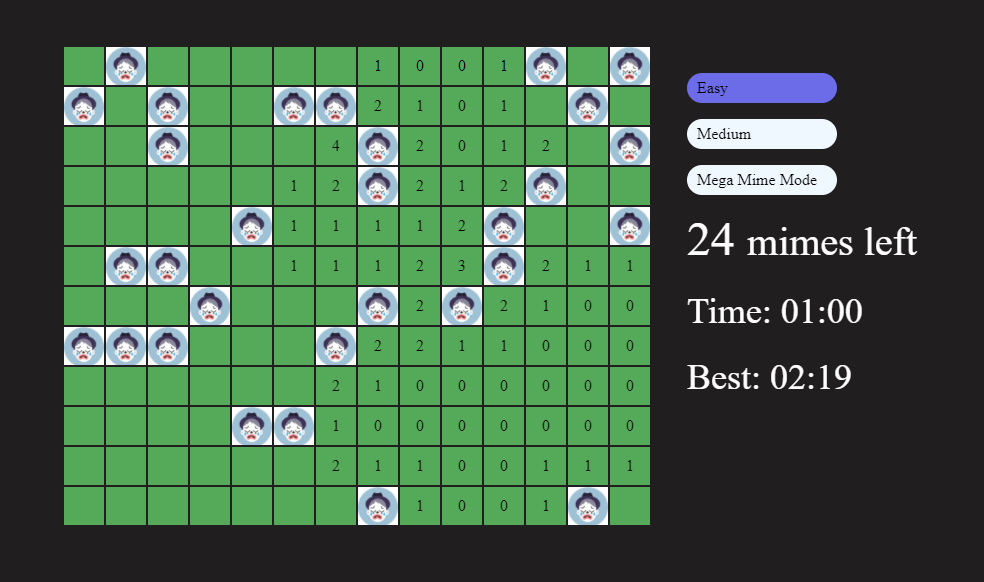 1 0 0 1
2 1 0 1
4 2 0 1 2
1 2 2 1 2
1 1 1 1 2
1 1 1 2 3 2 1 1
2 2 1 0 0
2 2 1 1 0 0 0
2 1 0 0 0 0 0 0
1 0 0 0 0 0 0 0
2 1 1 0 0 1 1 1
1 0 0 1
Easy
Medium
Mega Mime Mode
24 mimes left
Time: 01:00
Best: 02:19